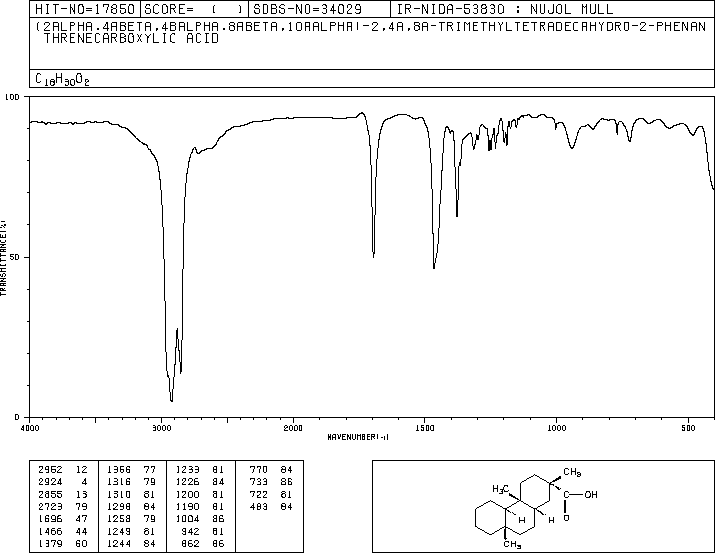 HIT-NO=17850 SCORE= ( ) SDBS-NO=34029 IR-NIDA-53830 : NUJOL MULL
(2ALPHA,4ABETA,4BALPHA,8ABETA,10AALPHA)-2,4A,8A-TRIMETHYLTETRADECAHYDRO-2-PHENAN
THRENECARBOXYLIC ACID
C18H30O2
100
50
0
TRANSMITTANCE(%)
4000 3000 2000 1500 1000 500
WAVENUMBER(-1)
2962 12 1366 77 1233 81 770 84
2924 4 1316 79 1226 84 733 86
2855 13 1310 81 1200 81 722 81
2723 79 1298 84 1190 81 483 84
1696 47 1258 79 1004 86
1466 44 1249 81 942 81
1379 60 1244 84 862 86
CH3
H3C
OH
O
H H
CH3